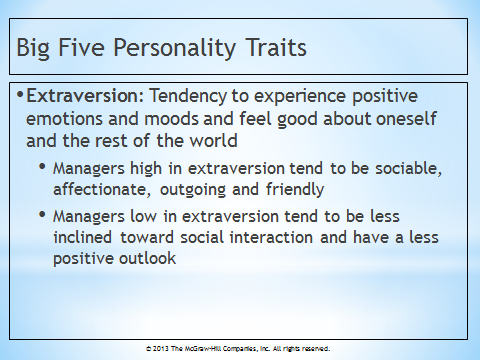 Big Five Personality Traits
•Extraversion: Tendency to experience positive
emotions and moods and feel good about oneself
and the rest of the world
• Managers high in extraversion tend to be sociable,
affectionate, outgoing and friendly
• Managers low in extraversion tend to be less
inclined toward social interaction and have a less
positive outlook
© 2013 The McGraw-Hill Companies, Inc. All rights reserved.